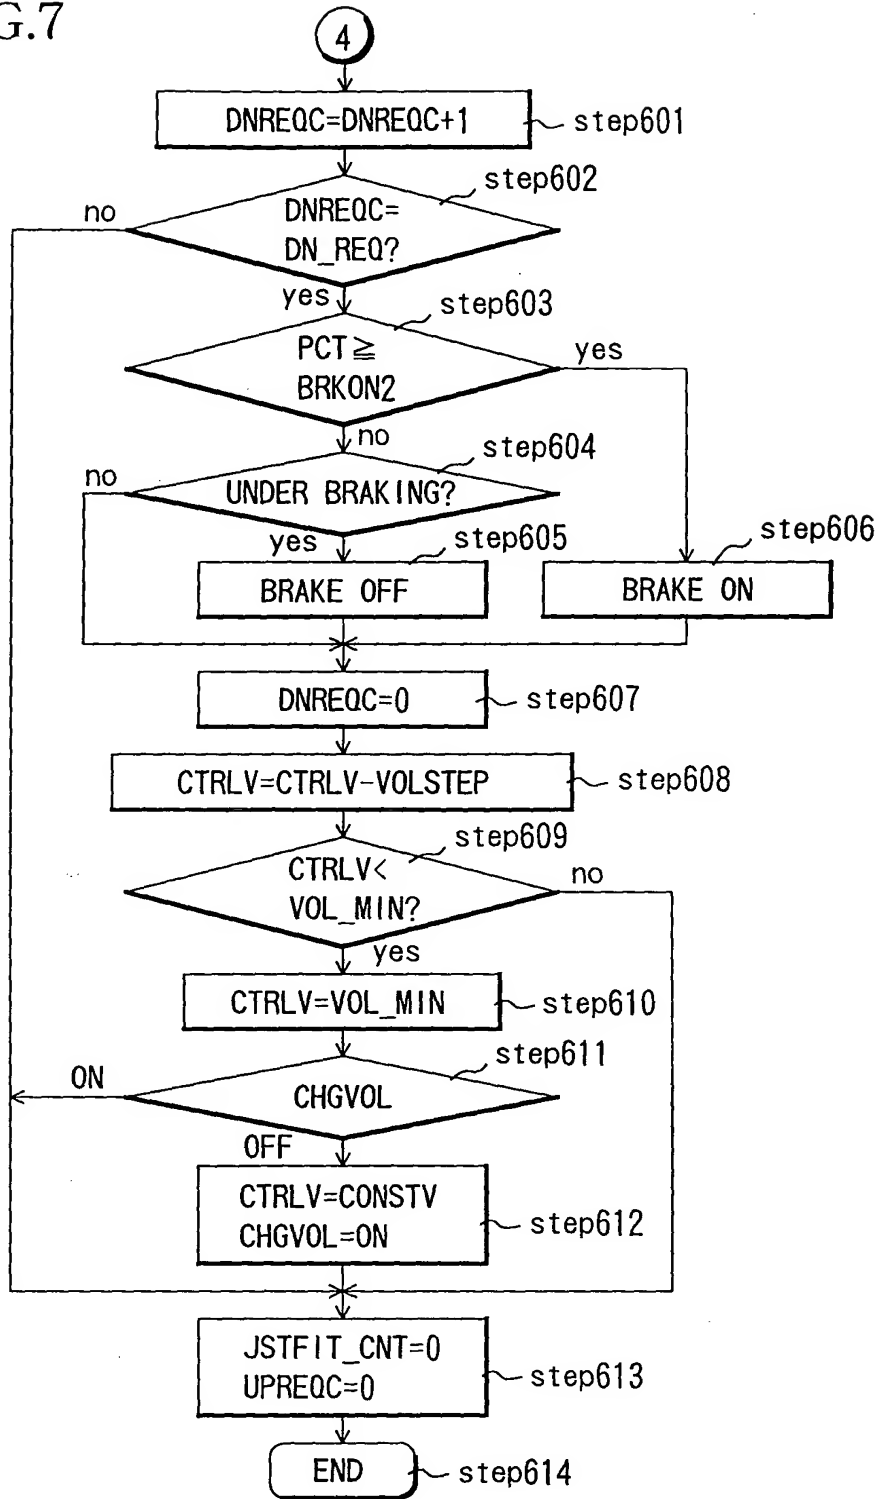 G.7
4
DNREQC=DNREQC+1
step601
step602
no
DNREQC=
DN_REQ?
yes
step603
PCT≧
BRKON2
yes
no
step604
no
UNDER BRAKING?
yes
step605
step606
BRAKE OFF
BRAKE ON
DNREQC=0
step607
CTRLV=CTRLV-VOLSTEP
step608
step609
CTRLV<
VOL_MIN?
no
yes
CTRLV=VOL_MIN
step610
step611
ON
CHGVOL
OFF
CTRLV=CONSTV
CHGVOL=ON
step612
JSTFIT_CNT=0
UPREQC=0
step613
END
step614